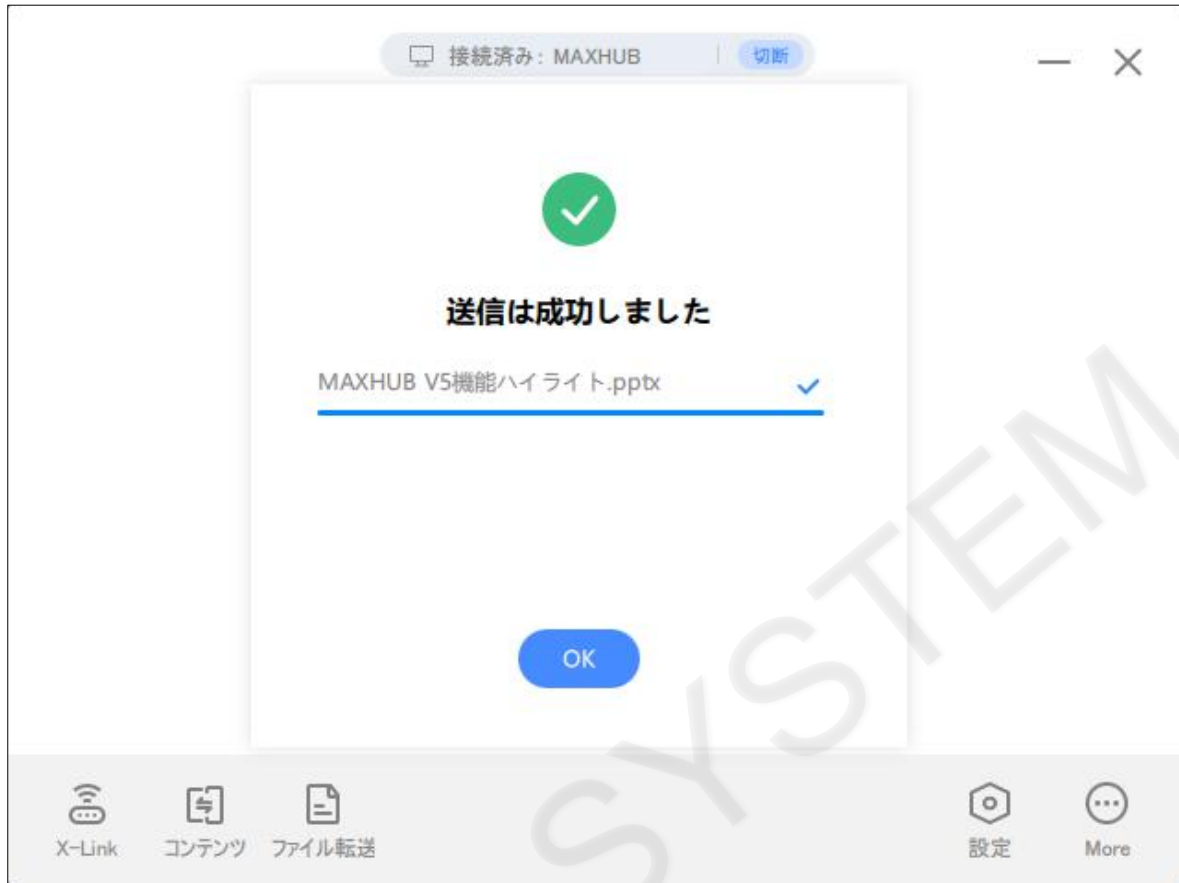 接続済み: MAXHUB
切断
送信は成功しました
MAXHUB V5機能ハイライト.pptx
OK
X-Link
コンテンツ
ファイル転送
設定
More
SYSTEM